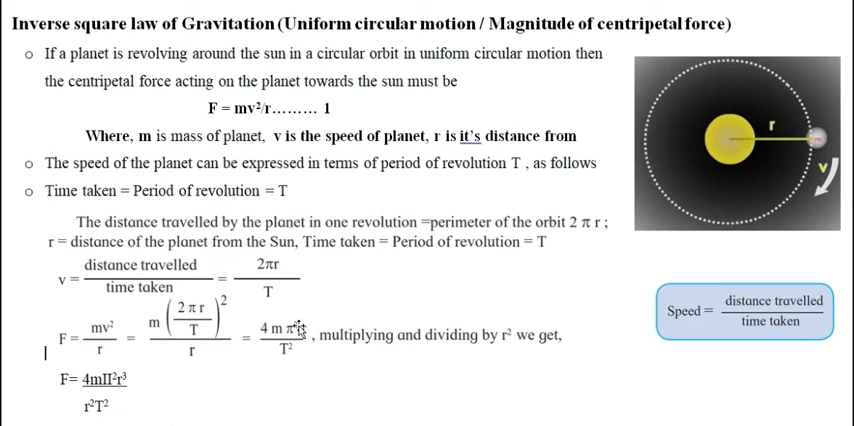 Inverse square law of Gravitation (Uniform circular motion / Magnitude of centripetal force)
o If a planet is revolving around the sun in a circular orbit in uniform circular motion then
the centripetal force acting on the planet towards the sun must be
F = mv²/r……… 1
Where, m is mass of planet, v is the speed of planet, r is it's distance from
o The speed of the planet can be expressed in terms of period of revolution T , as follows
o Time taken = Period of revolution = T
The distance travelled by the planet in one revolution =perimeter of the orbit 2 π r ;
r = distance of the planet from the Sun, Time taken = Period of revolution = T
v = distance travelled / time taken = 2πr / T
F = mv² / r = m (2 π r / T)² / r = 4 m π² / T² , multiplying and dividing by r² we get,
F= 4mII²r³
r²T²
r
m
v
Speed = distance travelled / time taken